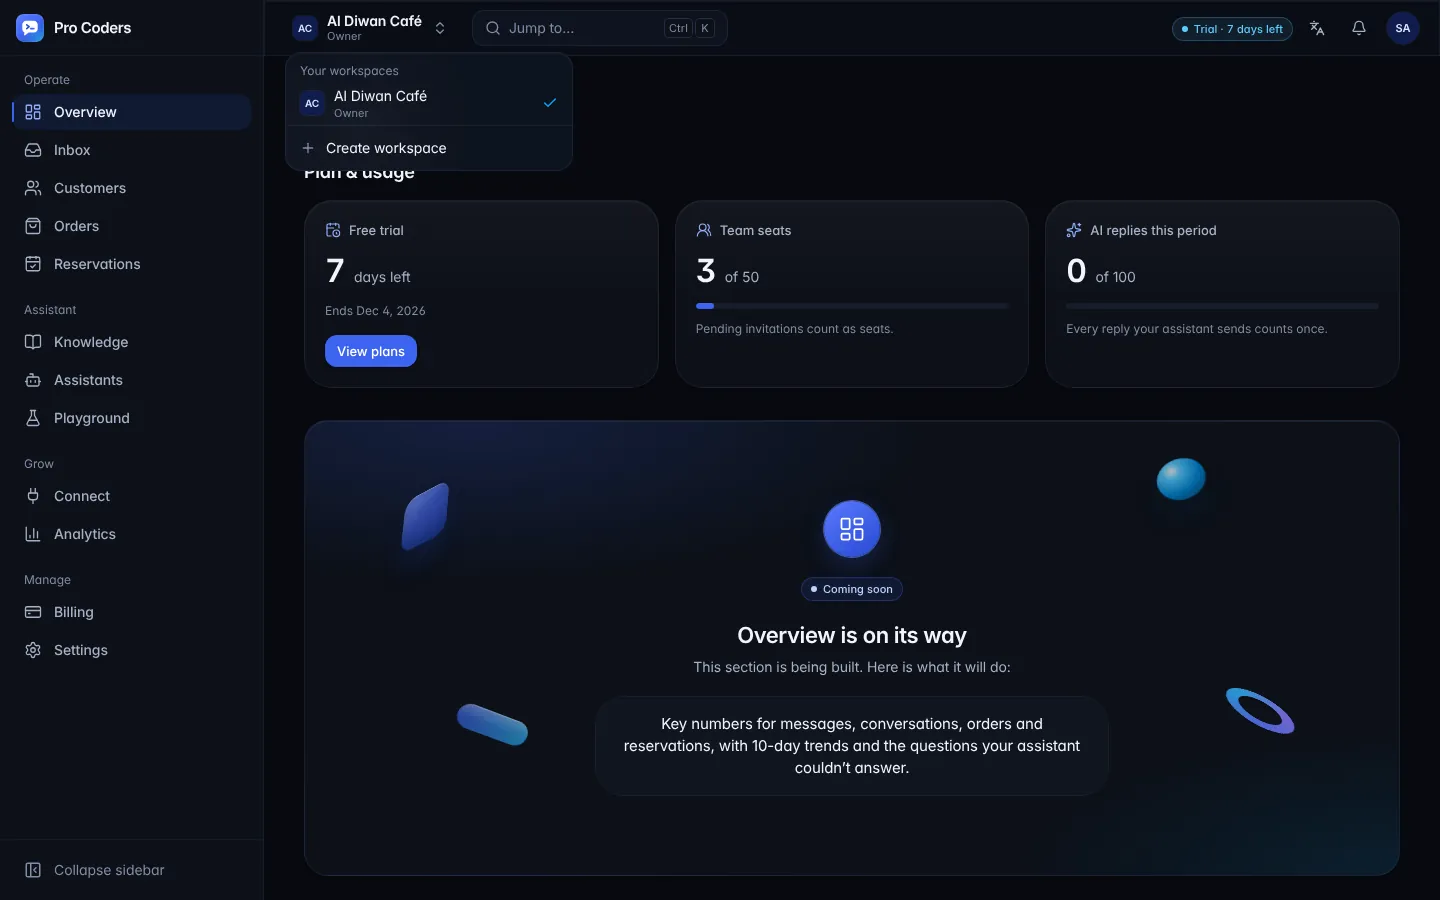 Pro Coders
AC
Al Diwan Café
Owner
Jump to...
Ctrl K
Trial · 7 days left
SA
Operate
Overview
Inbox
Customers
Orders
Reservations
Assistant
Knowledge
Assistants
Playground
Grow
Connect
Analytics
Manage
Billing
Settings
Collapse sidebar
Your workspaces
AC
Al Diwan Café
Owner
Create workspace
Plan & usage
Free trial
7 days left
Ends Dec 4, 2026
View plans
Team seats
3 of 50
Pending invitations count as seats.
AI replies this period
0 of 100
Every reply your assistant sends counts once.
Coming soon
Overview is on its way
This section is being built. Here is what it will do:
Key numbers for messages, conversations, orders and
reservations, with 10-day trends and the questions your assistant
couldn’t answer.